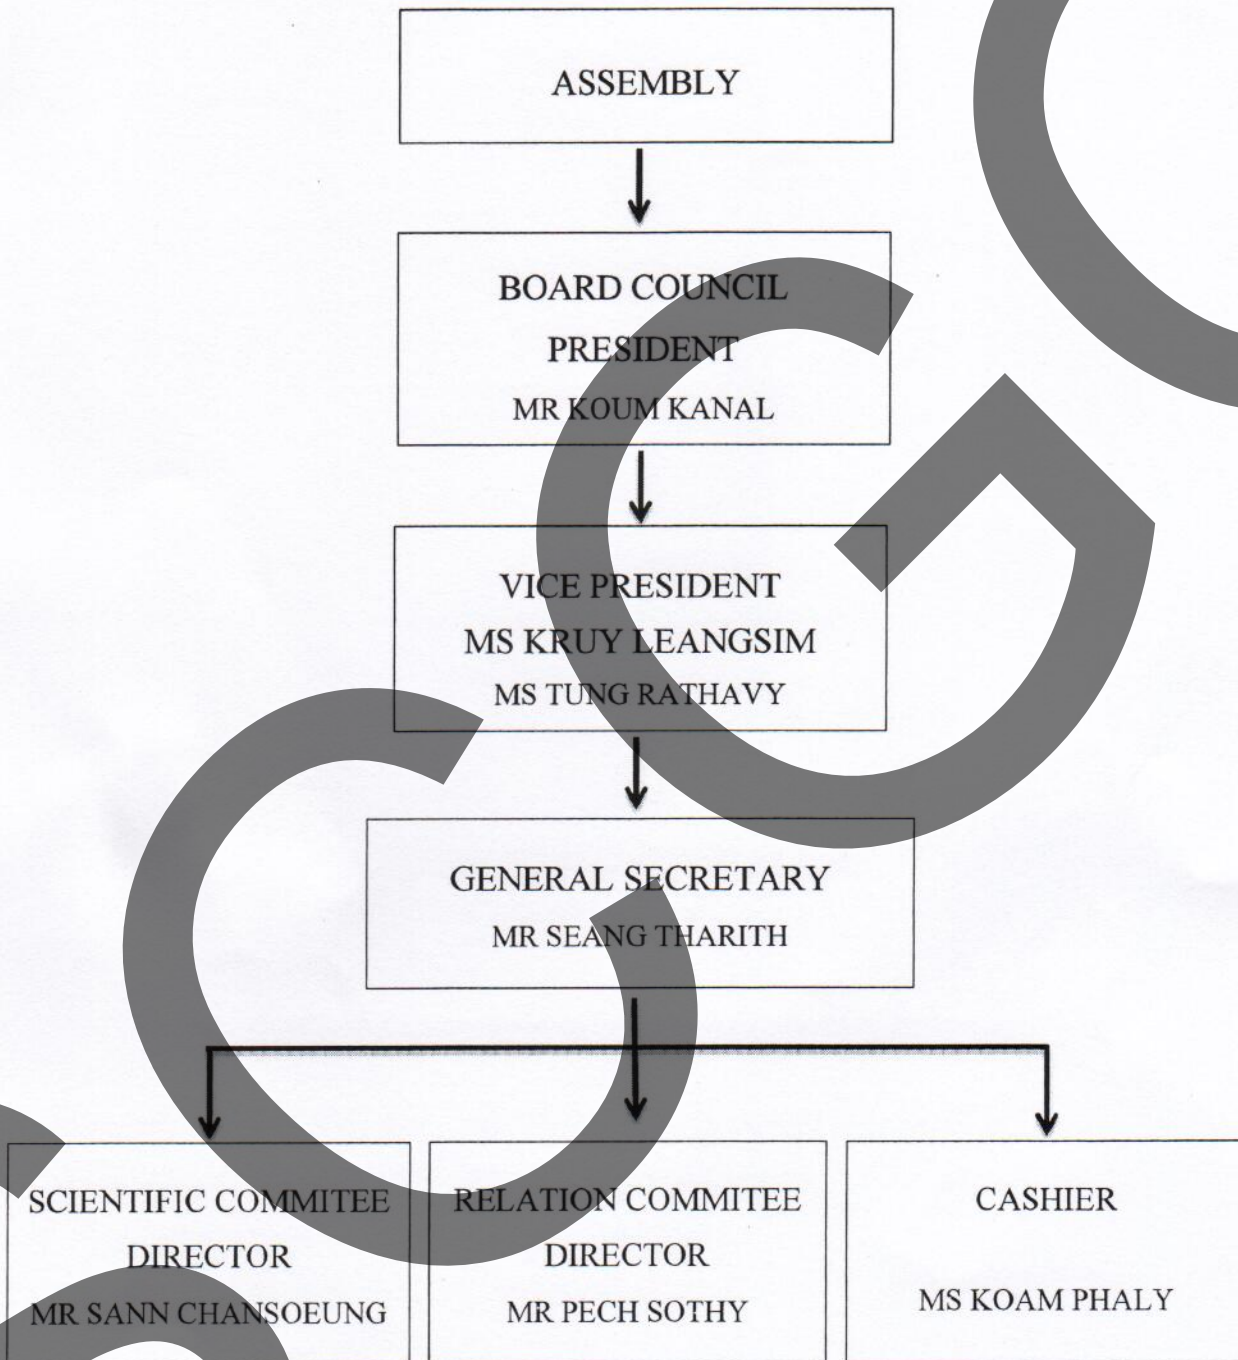 ASSEMBLY
BOARD COUNCIL
PRESIDENT
MR KOUM KANAL
VICE PRESIDENT
MS KRUY LEANGSIM
MS TUNG RATHAVY
GENERAL SECRETARY
MR SEANG THARITH
SCIENTIFIC COMMITEE
DIRECTOR
MR SANN CHANSOEUNG
RELATION COMMITEE
DIRECTOR
MR PECH SOTHY
CASHIER
MS KOAM PHALY